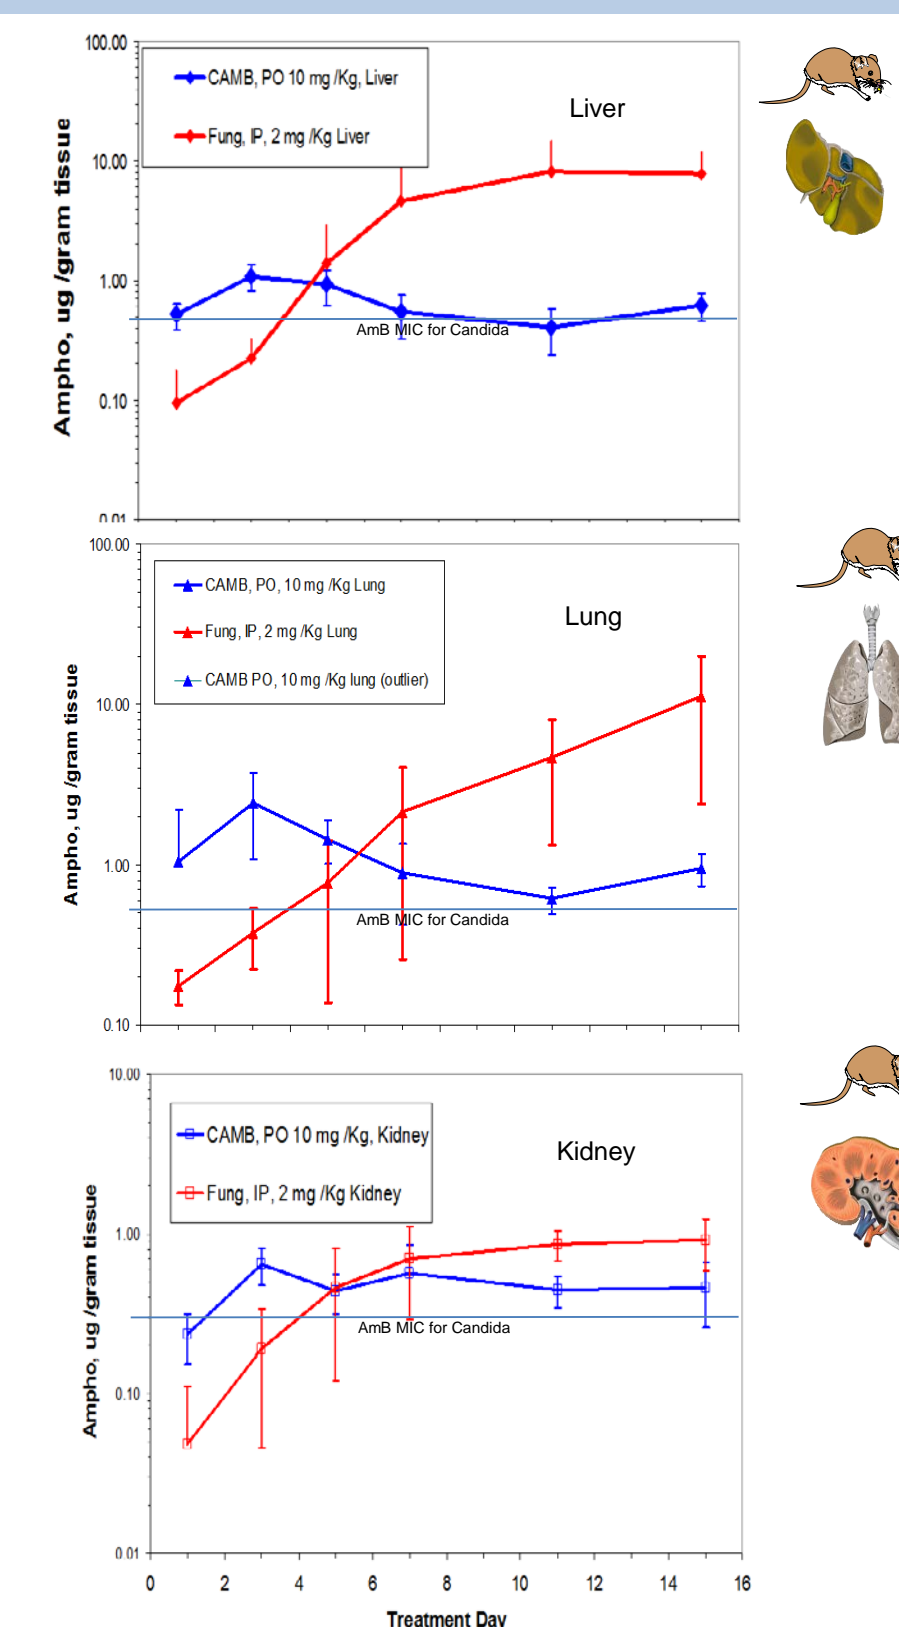 100.00
CAMB, PO 10 mg /Kg, Liver
Fung, IP, 2 mg /Kg Liver
Liver
10.00
1.00
AmB MIC for Candida
0.10
0.01
Ampho, ug /gram tissue
100.00
CAMB, PO, 10 mg /Kg Lung
Fung, IP, 2 mg /Kg Lung
CAMB PO, 10 mg /Kg lung (outlier)
Lung
10.00
1.00
AmB MIC for Candida
0.10
Ampho, ug /gram tissue
10.00
CAMB, PO 10 mg /Kg, Kidney
Fung, IP, 2 mg /Kg Kidney
Kidney
1.00
AmB MIC for Candida
0.10
0.01
Ampho, ug /gram tissue
0 2 4 6 8 10 12 14 16
Treatment Day